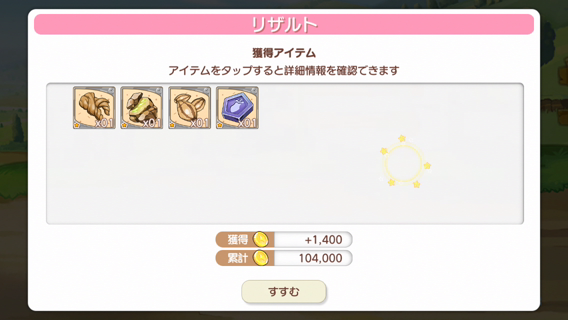 リザルト
獲得アイテム
アイテムをタップすると詳細情報を確認できます
x01 x01 x01 x01
獲得 +1,400
累計 104,000
すすむ